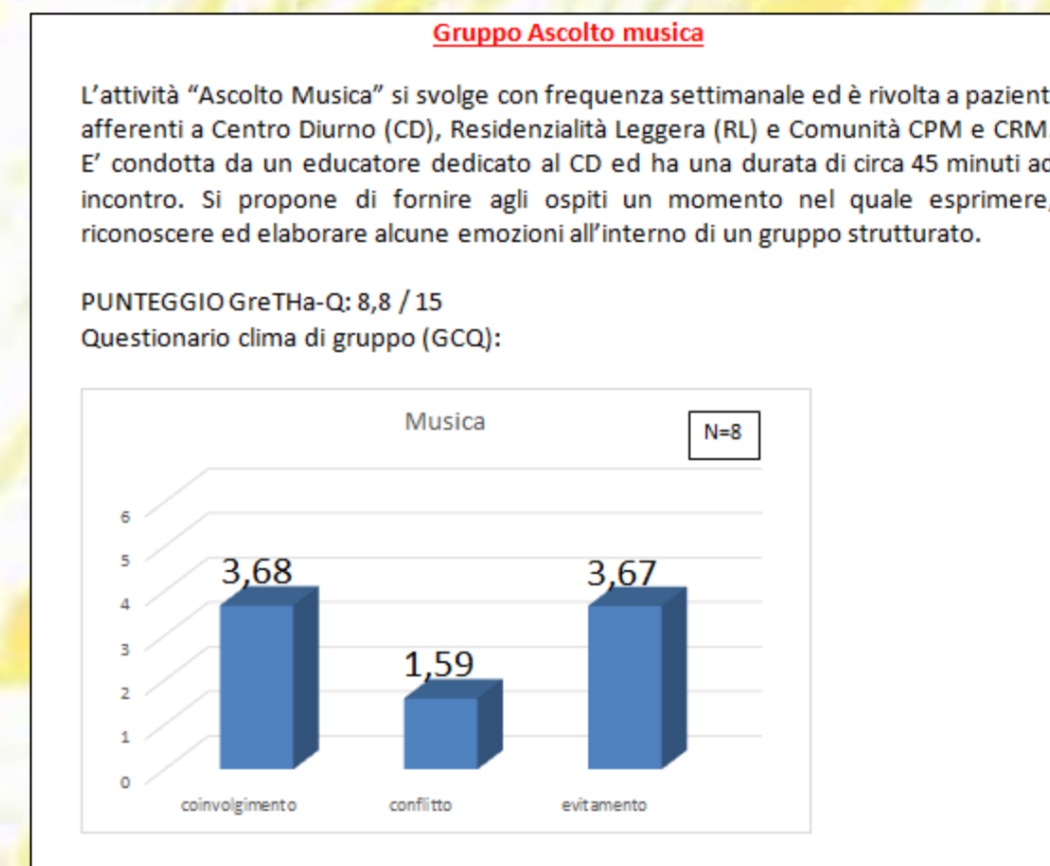 Gruppo Ascolto musica
L’attività “Ascolto Musica” si svolge con frequenza settimanale ed è rivolta a pazient
afferenti a Centro Diurno (CD), Residenzialità Leggera (RL) e Comunità CPM e CRM.
E’ condotta da un educatore dedicato al CD ed ha una durata di circa 45 minuti ad
incontro. Si propone di fornire agli ospiti un momento nel quale esprimere,
riconoscere ed elaborare alcune emozioni all’interno di un gruppo strutturato.
PUNTEGGIO GreTHa-Q: 8,8 / 15
Questionario clima di gruppo (GCQ):
Musica
N=8
6
5
4
3
2
1
0
3,68
1,59
3,67
coinvolgimento
conflitto
evitamento